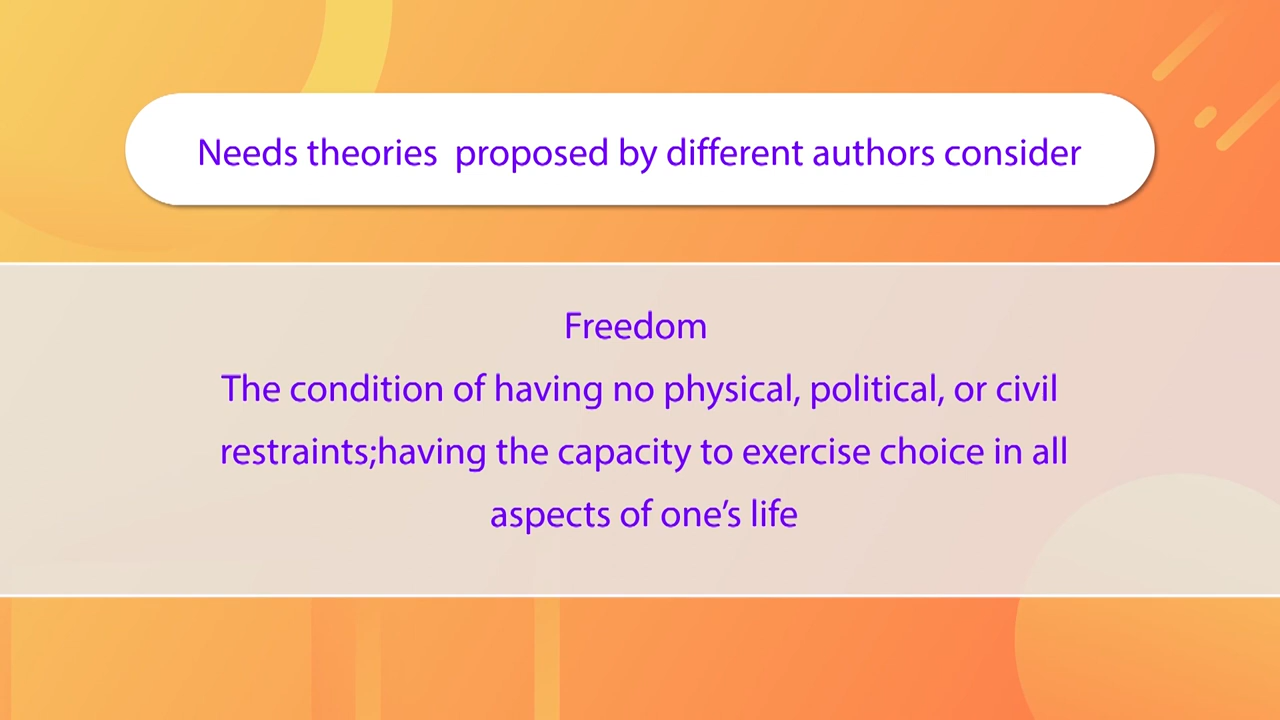 Needs theories  proposed by different authors consider
Freedom
The condition of having no physical, political, or civil
restraints;having the capacity to exercise choice in all
aspects of one’s life